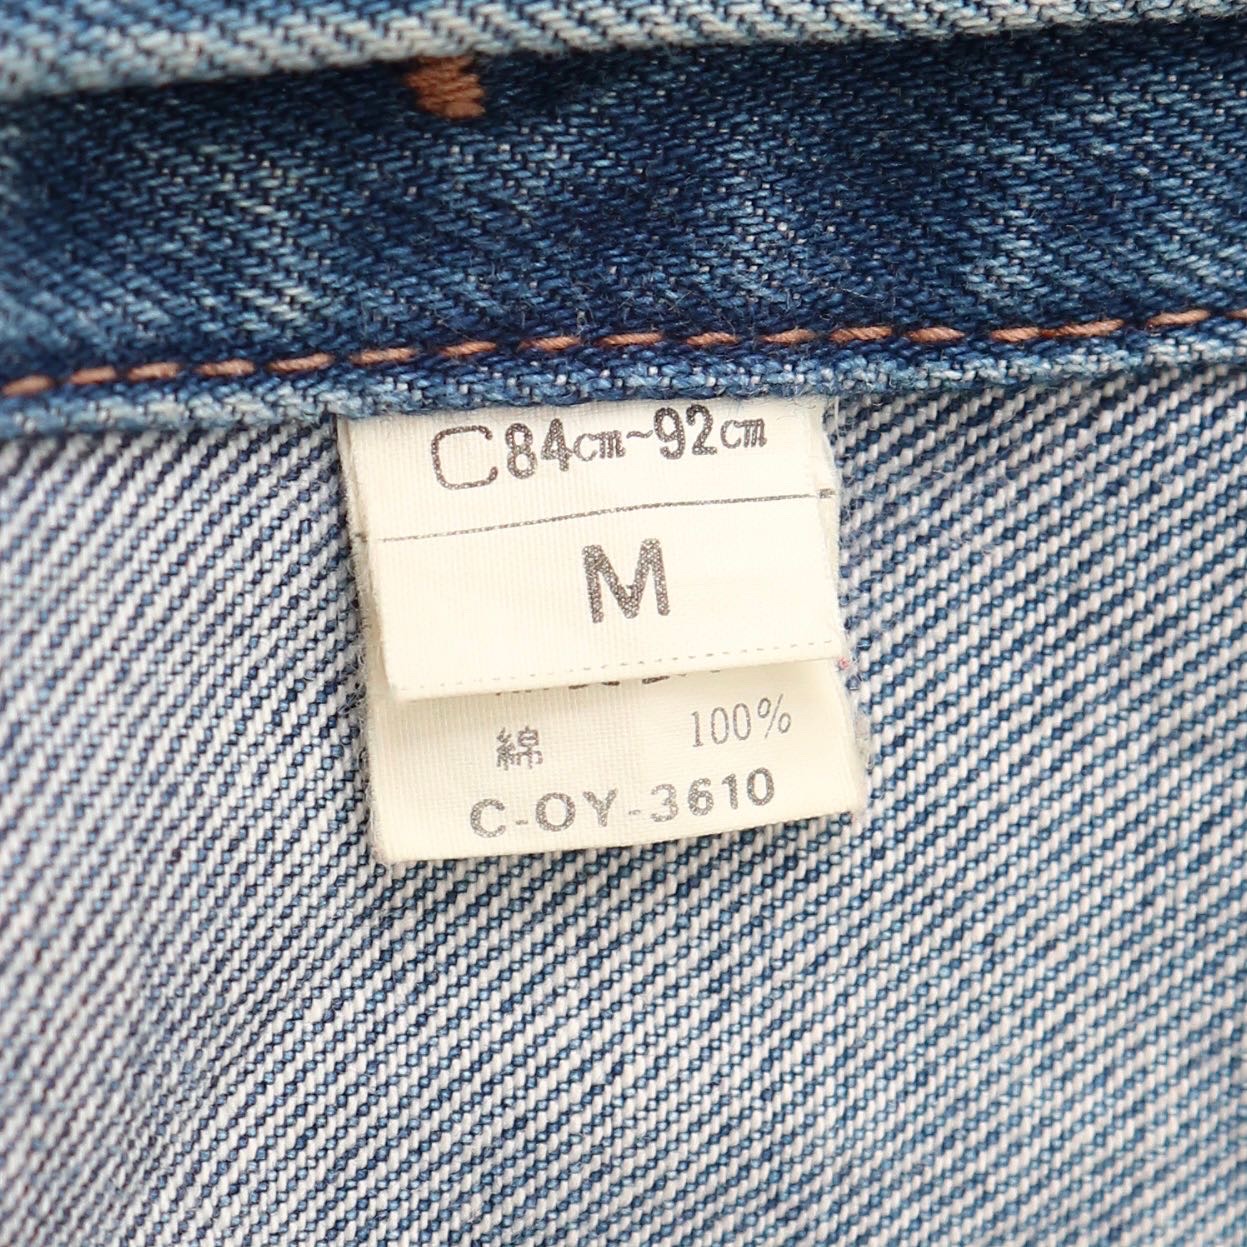 C84cm~92cm
M
綿 100%
C-OY-3610